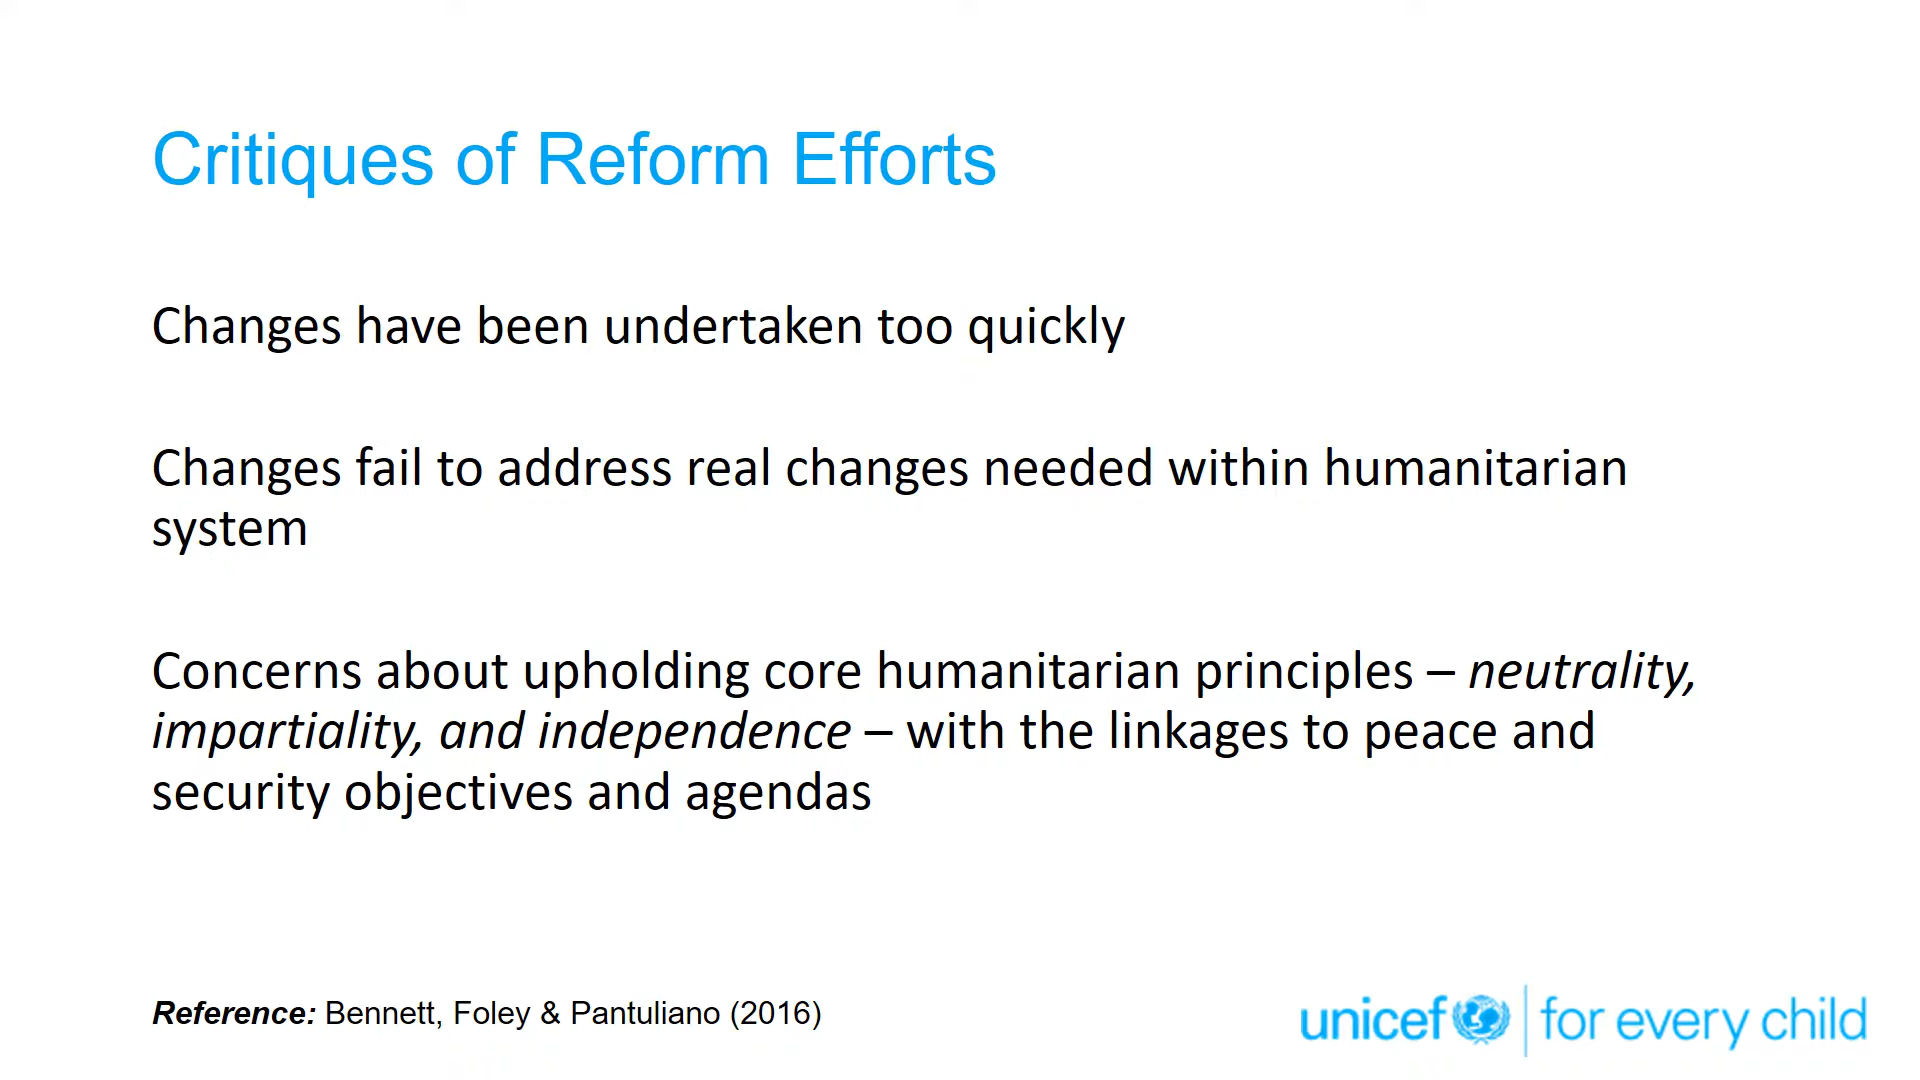 Critiques of Reform Efforts
Changes have been undertaken too quickly
Changes fail to address real changes needed within humanitarian
system
Concerns about upholding core humanitarian principles – neutrality,
impartiality, and independence – with the linkages to peace and
security objectives and agendas
Reference: Bennett, Foley & Pantuliano (2016)
unicef for every child